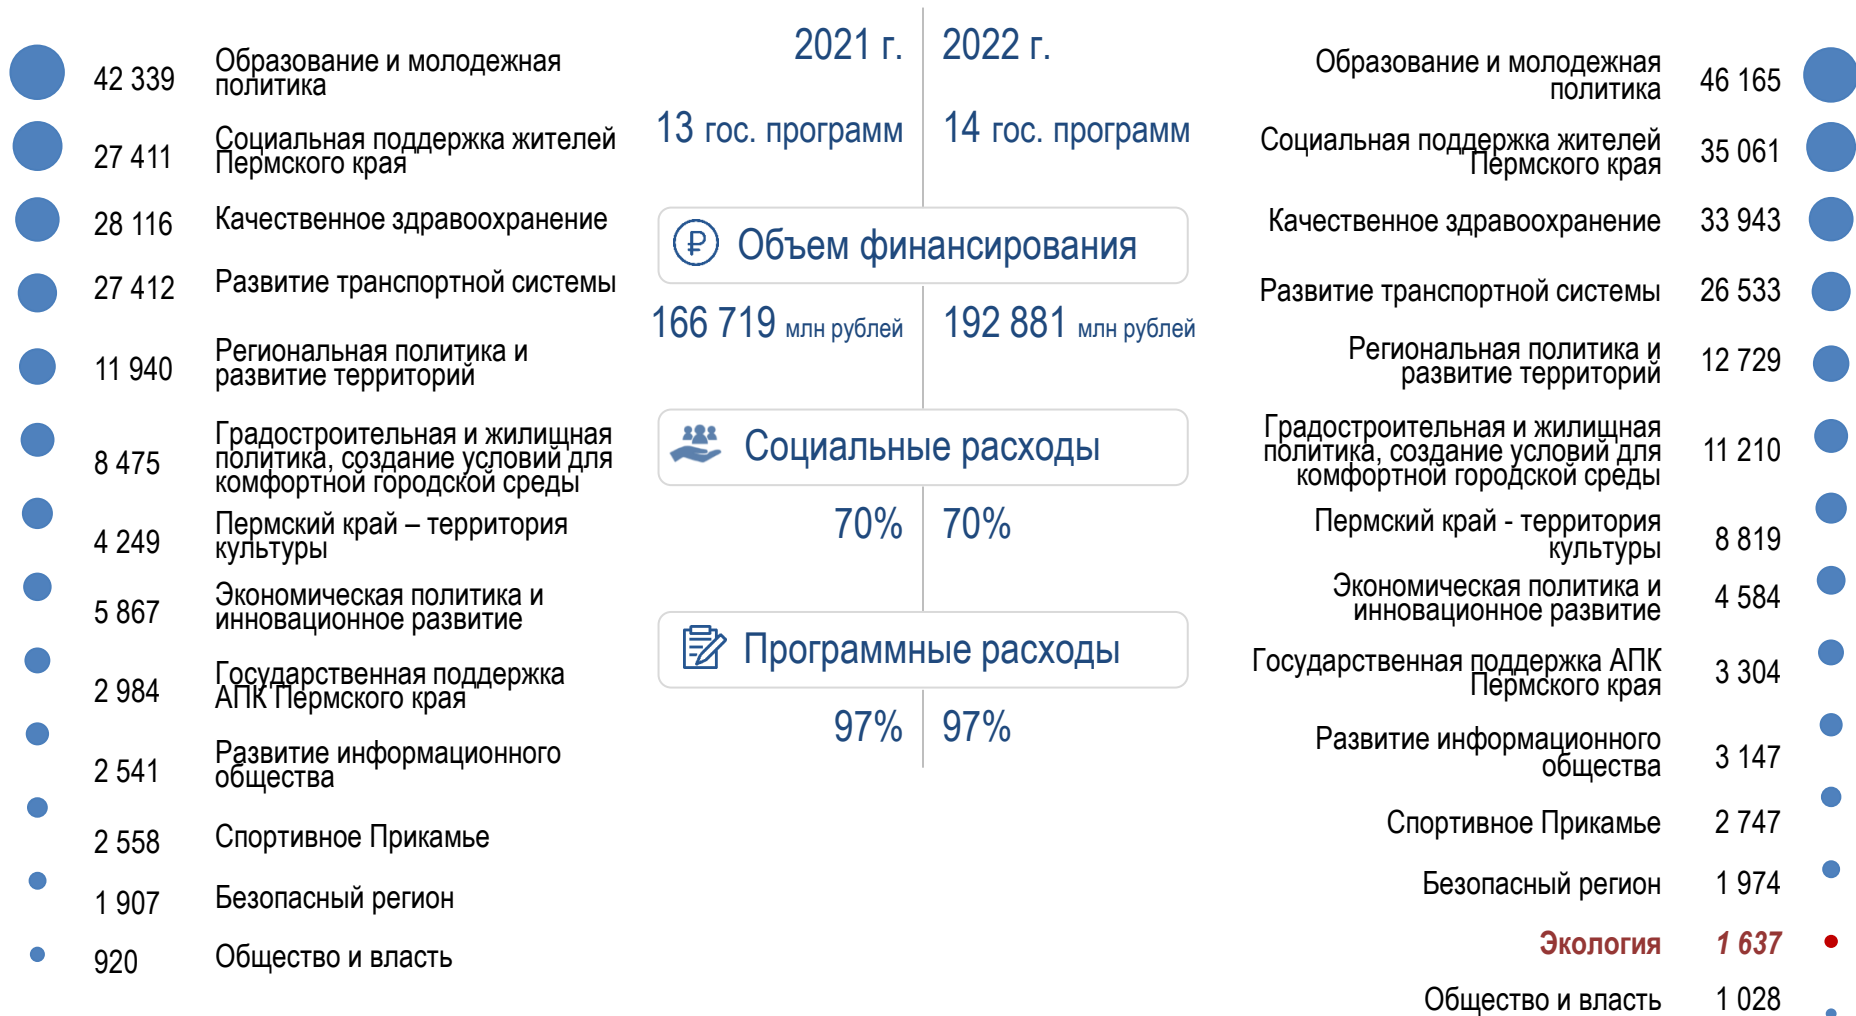 42 339
Образование и молодежная
политика
27 411
Социальная поддержка жителей
Пермского края
28 116
Качественное здравоохранение
27 412
Развитие транспортной системы
11 940
Региональная политика и
развитие территорий
8 475
Градостроительная и жилищная
политика, создание условий для
комфортной городской среды
4 249
Пермский край – территория
культуры
5 867
Экономическая политика и
инновационное развитие
2 984
Государственная поддержка
АПК Пермского края
2 541
Развитие информационного
общества
2 558
Спортивное Прикамье
1 907
Безопасный регион
920
Общество и власть
2021 г.
2022 г.
13 гос. программ
14 гос. программ
Объем финансирования
166 719 млн рублей
192 881 млн рублей
Социальные расходы
70%
70%
Программные расходы
97%
97%
Образование и молодежная
политика
46 165
Социальная поддержка жителей
Пермского края
35 061
Качественное здравоохранение
33 943
Развитие транспортной системы
26 533
Региональная политика и
развитие территорий
12 729
Градостроительная и жилищная
политика, создание условий для
комфортной городской среды
11 210
Пермский край - территория
культуры
8 819
Экономическая политика и
инновационное развитие
4 584
Государственная поддержка АПК
Пермского края
3 304
Развитие информационного
общества
3 147
Спортивное Прикамье
2 747
Безопасный регион
1 974
Экология
1 637
Общество и власть
1 028